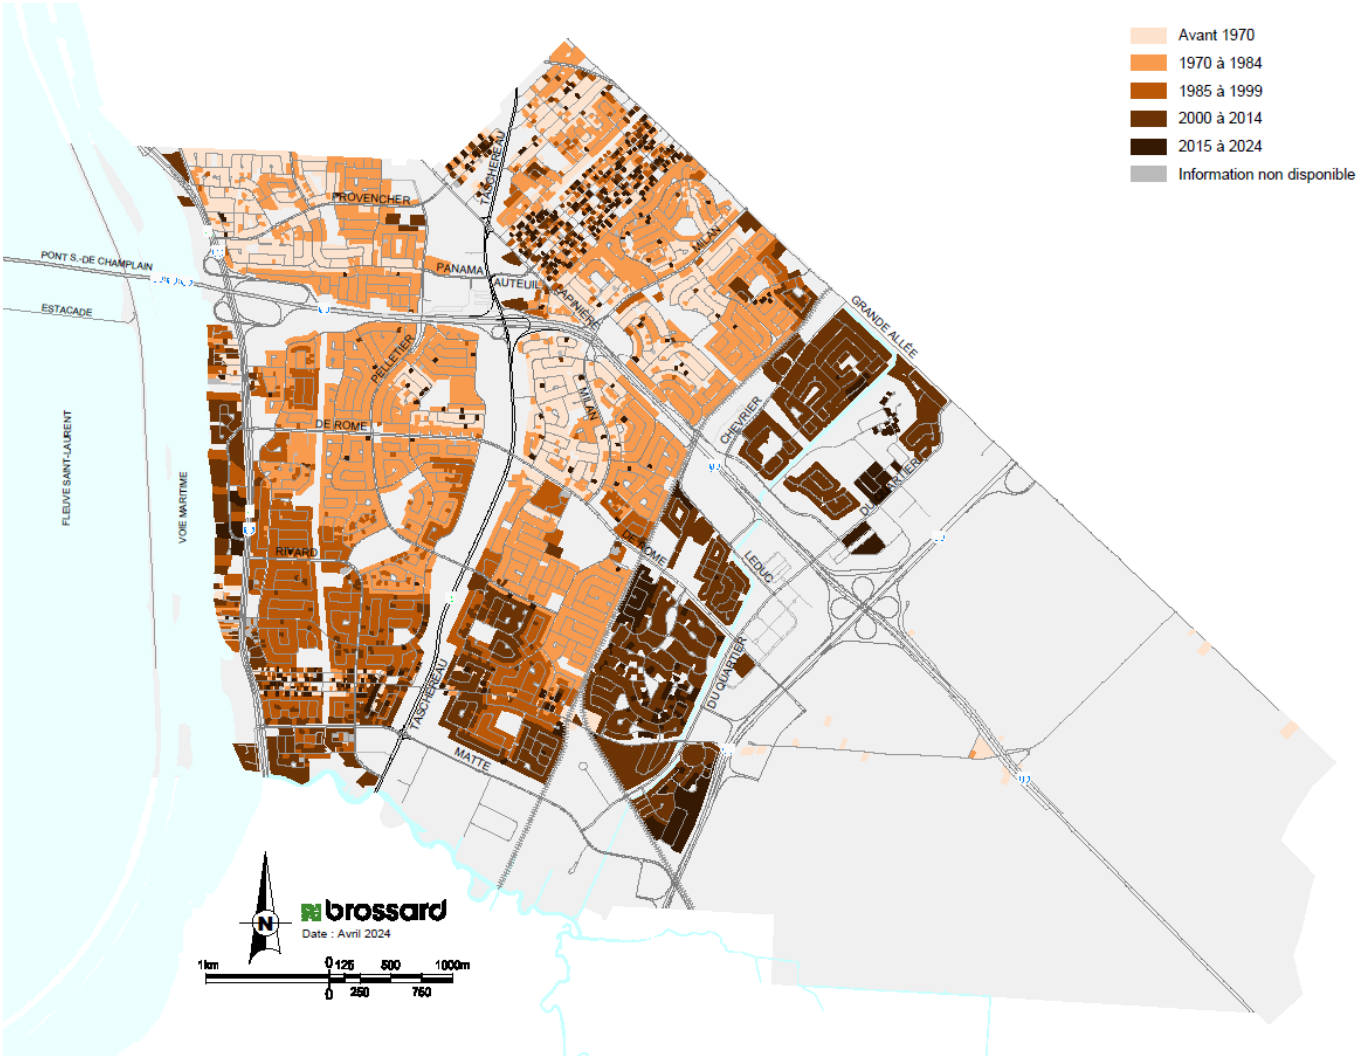 Avant 1970
1970 à 1984
1985 à 1999
2000 à 2014
2015 à 2024
Information non disponible
TASCHEREAU
PROVENCHER
MILAN
PONT S.-DE CHAMPLAIN
PANAMA
AUTEUIL
LAPINIÈRE
ESTACADE
GRANDE ALLÉE
PELLETIER
MILAN
CHEVRIER
DE ROME
FLEUVE SAINT-LAURENT
VOIE MARITIME
RIVARD
DE ROME
LEDUC
DU QUARTIER
TASCHEREAU
MATTE
N
brossard
Date : Avril 2024
1km
0
125
500
1000m
0
250
750